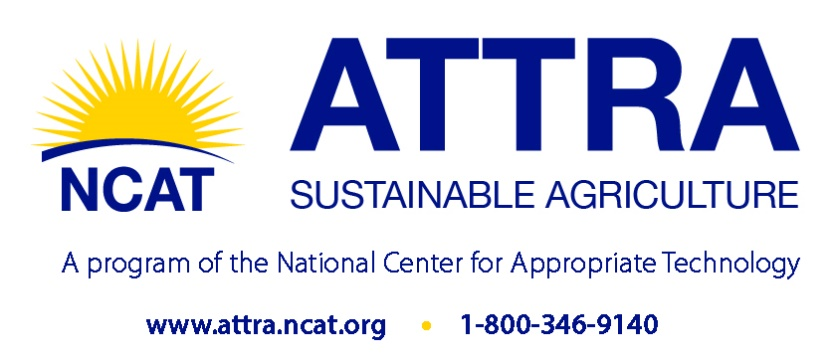 ATTRA
NCAT
SUSTAINABLE AGRICULTURE
A program of the National Center for Appropriate Technology
www.attra.ncat.org • 1-800-346-9140